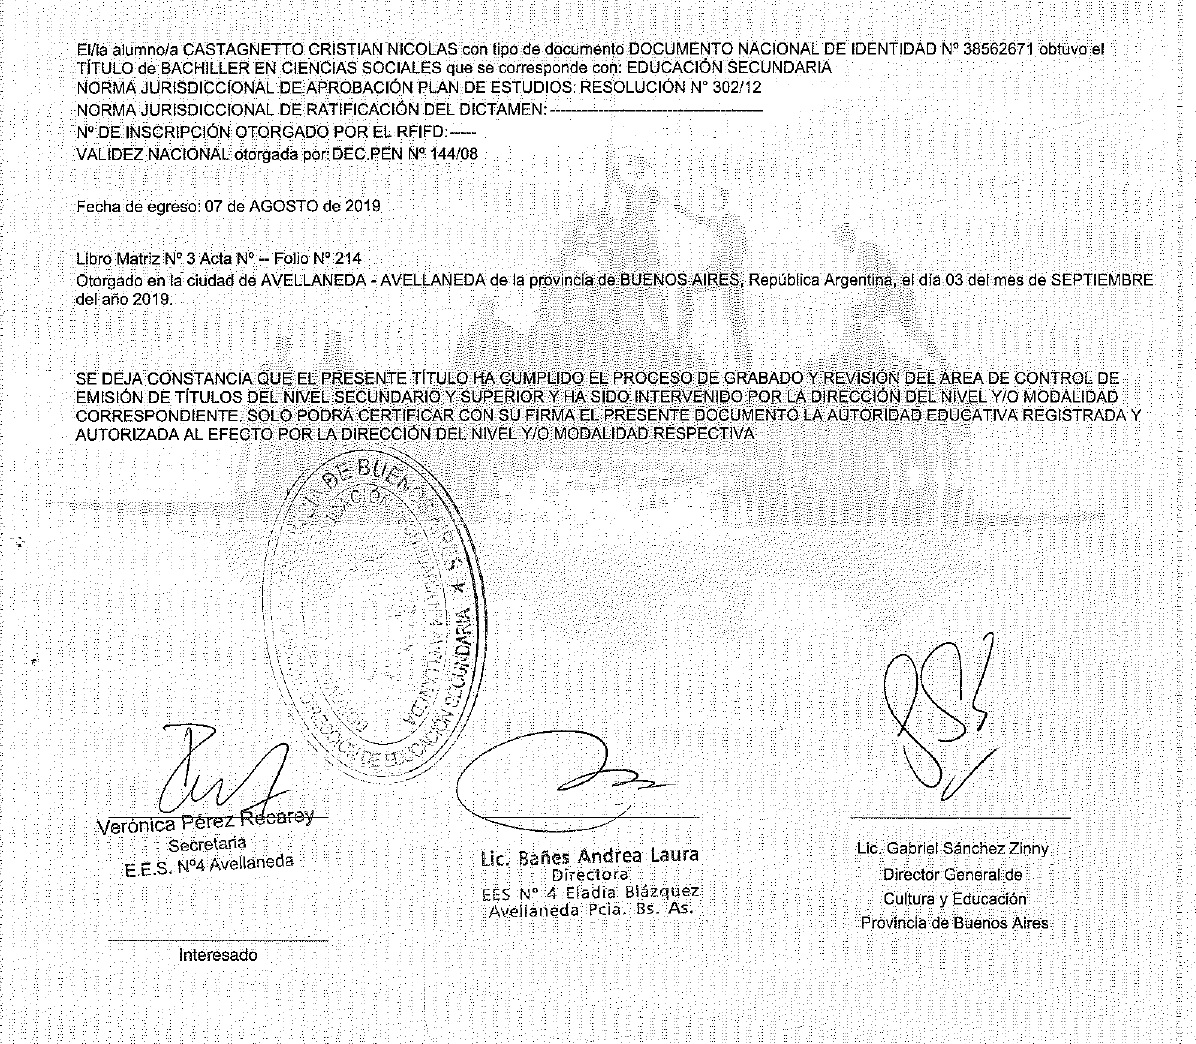 El/la alumno/a CASTAGNETTO CRISTIAN NICOLAS con tipo de documento DOCUMENTO NACIONAL DE IDENTIDAD Nº 38562671 obtuvo el
TÍTULO de BACHILLER EN CIENCIAS SOCIALES que se corresponde con: EDUCACIÓN SECUNDARIA
NORMA JURISDICCIONAL DE APROBACIÓN PLAN DE ESTUDIOS: RESOLUCIÓN N° 302/12
NORMA JURISDICCIONAL DE RATIFICACIÓN DEL DICTAMEN:------------------------------------------
Nº DE INSCRIPCIÓN OTORGADO POR EL RFIFD:-----
VALIDEZ NACIONAL otorgada por: DEC.PEN Nº 144/08
Fecha de egreso: 07 de AGOSTO de 2019
Libro Matriz Nº 3 Acta Nº -- Folio Nº 214
Otorgado en la ciudad de AVELLANEDA - AVELLANEDA de la provincia de BUENOS AIRES, República Argentina, el día 03 del mes de SEPTIEMBRE
del año 2019.
SE DEJA CONSTANCIA QUE EL PRESENTE TÍTULO HA CUMPLIDO EL PROCESO DE GRABADO Y REVISIÓN DEL AREA DE CONTROL DE
EMISIÓN DE TÍTULOS DEL NIVEL SECUNDARIO Y SUPERIOR Y HA SIDO INTERVENIDO POR LA DIRECCIÓN DEL NIVEL Y/O MODALIDAD
CORRESPONDIENTE. SOLO PODRÁ CERTIFICAR CON SU FIRMA EL PRESENTE DOCUMENTO LA AUTORIDAD EDUCATIVA REGISTRADA Y
AUTORIZADA AL EFECTO POR LA DIRECCIÓN DEL NIVEL Y/O MODALIDAD RESPECTIVA
DE BUEN
DE EDUCACIÓN SECUNDARIA
Verónica Pérez Recarey
Secretaria
E.E.S. Nº4 Avellaneda
Lic. Bañes Andrea Laura
Directora
EES Nº 4 Eladia Blázquez
Avellaneda Pcia. Bs. As.
Lic. Gabriel Sánchez Zinny
Director General de
Cultura y Educación
Provincia de Buenos Aires
Interesado